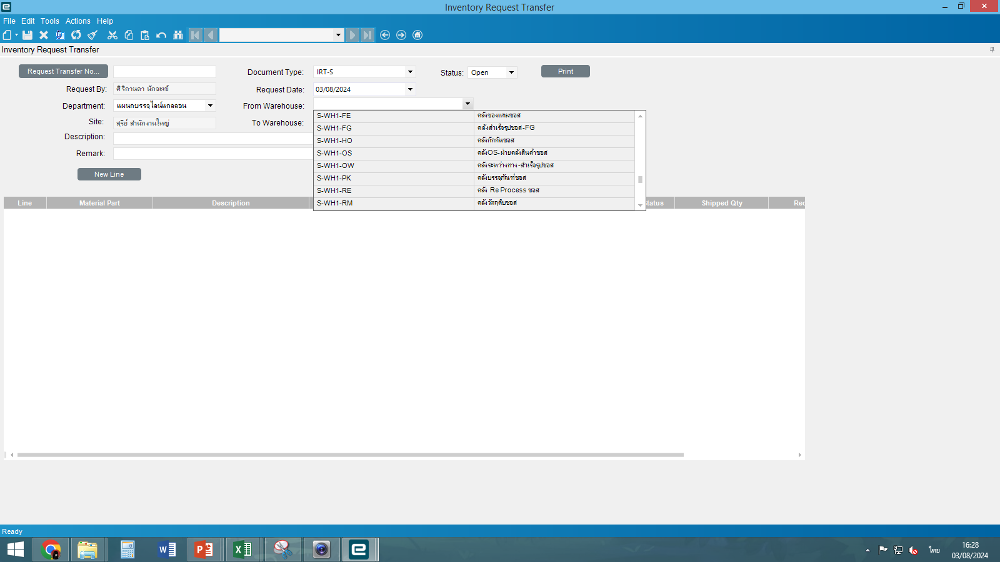 Inventory Request Transfer
File Edit Tools Actions Help
Inventory Request Transfer
Request Transfer No...
Document Type: IRT-S
Status: Open
Print
Request By: ศิริกานดา นักจะเข้
Request Date: 03/08/2024
Department: แผนกบรรจุไลน์แกลลอน
From Warehouse:
Site: สุรีย์ สำนักงานใหญ่
To Warehouse:
Description:
Remark:
New Line
S-WH1-FE คลังของแถมซอส
S-WH1-FG คลังสำเร็จรูปซอส-FG
S-WH1-HO คลังกักกันซอส
S-WH1-OS คลังOS-ฝ่ายคลังสินค้าซอส
S-WH1-OW คลังระหว่างทาง-สำเร็จรูปซอส
S-WH1-PK คลังบรรจุภัณฑ์ซอส
S-WH1-RE คลัง Re Process ซอส
S-WH1-RM คลังวัตถุดิบซอส
Line Material Part Description tatus Shipped Qty Rec
Ready
ไทย
16:28
03/08/2024